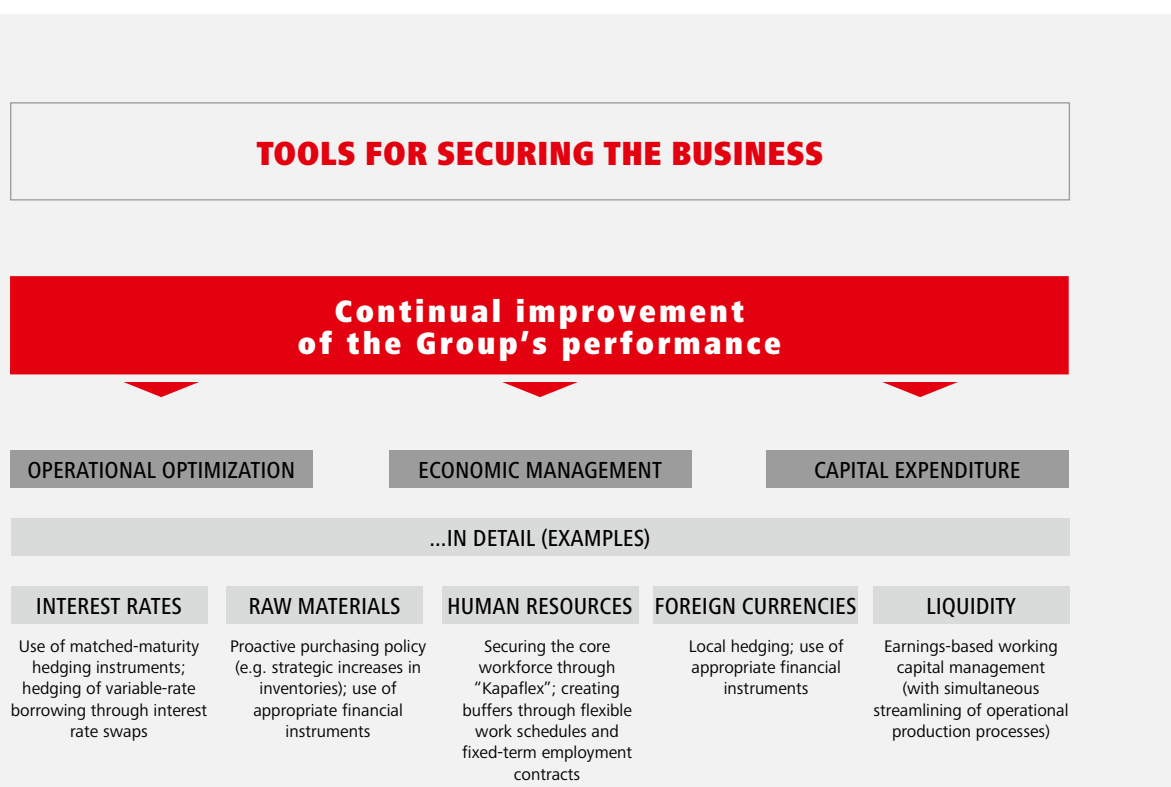 TOOLS FOR SECURING THE BUSINESS
Continual improvement
of the Group's performance
OPERATIONAL OPTIMIZATION
ECONOMIC MANAGEMENT
CAPITAL EXPENDITURE
...IN DETAIL (EXAMPLES)
INTEREST RATES
Use of matched-maturity
hedging instruments;
hedging of variable-rate
borrowing through interest
rate swaps
RAW MATERIALS
Proactive purchasing policy
(e.g. strategic increases in
inventories); use of
appropriate financial
instruments
HUMAN RESOURCES
Securing the core
workforce through
“Kapaflex”; creating
buffers through flexible
work schedules and
fixed-term employment
contracts
FOREIGN CURRENCIES
Local hedging; use of
appropriate financial
instruments
LIQUIDITY
Earnings-based working
capital management
(with simultaneous
streamlining of operational
production processes)